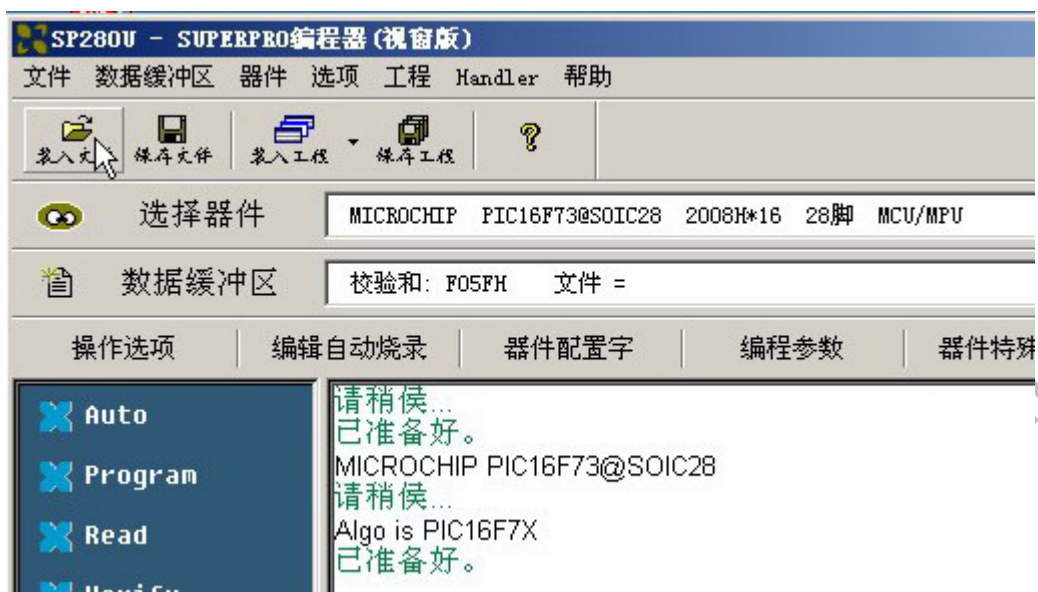 SP280U - SUPERPRO编程器(视窗版)
文件 数据缓冲区 器件 选项 工程 Handler 帮助
装入文 保存文件 装入工程 保存工程
选择器件 MICROCHIP PIC16F73@SOIC28 2008H*16 28脚 MCU/MPU
数据缓冲区 校验和: F05FH 文件 =
操作选项 编辑自动烧录 器件配置字 编程参数 器件特殊
Auto
Program
Read
请稍侯...
已准备好。
MICROCHIP PIC16F73@SOIC28
请稍侯...
Algo is PIC16F7X
已准备好。